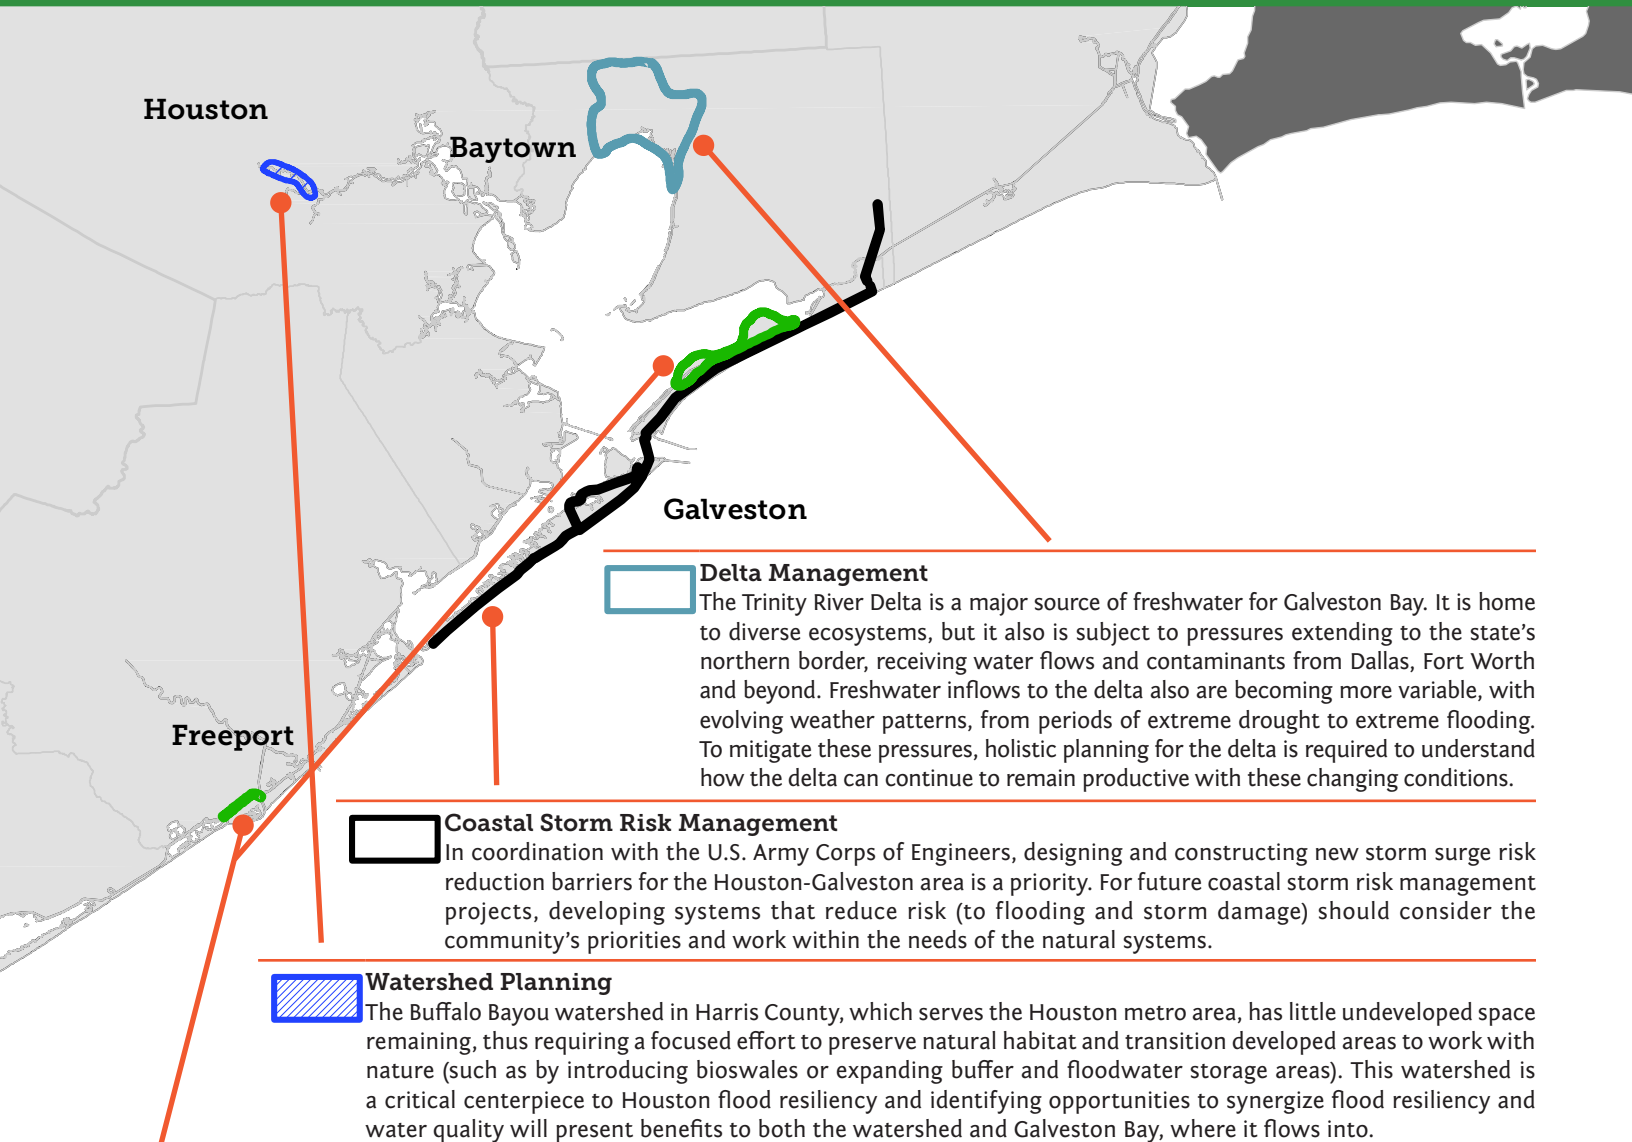 Houston
Baytown
Galveston
Delta Management
The Trinity River Delta is a major source of freshwater for Galveston Bay. It is home
to diverse ecosystems, but it also is subject to pressures extending to the state’s
northern border, receiving water flows and contaminants from Dallas, Fort Worth
and beyond. Freshwater inflows to the delta also are becoming more variable, with
evolving weather patterns, from periods of extreme drought to extreme flooding.
To mitigate these pressures, holistic planning for the delta is required to understand
how the delta can continue to remain productive with these changing conditions.
Freeport
Coastal Storm Risk Management
In coordination with the U.S. Army Corps of Engineers, designing and constructing new storm surge risk
reduction barriers for the Houston-Galveston area is a priority. For future coastal storm risk management
projects, developing systems that reduce risk (to flooding and storm damage) should consider the
community’s priorities and work within the needs of the natural systems.
Watershed Planning
The Buffalo Bayou watershed in Harris County, which serves the Houston metro area, has little undeveloped space
remaining, thus requiring a focused effort to preserve natural habitat and transition developed areas to work with
nature (such as by introducing bioswales or expanding buffer and floodwater storage areas). This watershed is
a critical centerpiece to Houston flood resiliency and identifying opportunities to synergize flood resiliency and
water quality will present benefits to both the watershed and Galveston Bay, where it flows into.